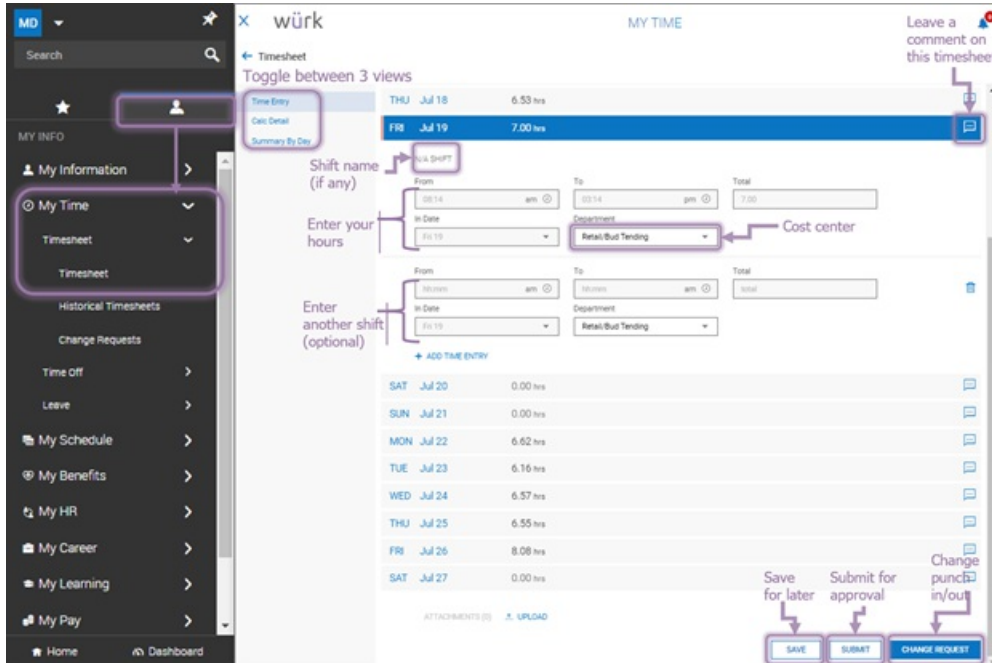 MD
Search
MY INFO
My Information
My Time
Timesheet
Timesheet
Historical Timesheets
Change Requests
Time Off
Leave
My Schedule
My Benefits
My HR
My Career
My Learning
My Pay
Home
Dashboard
würk
MY TIME
Leave a
comment on
this timesheet
Timesheet
Toggle between 3 views
Time Entry
Calc Detail
Summary By Day
THU Jul 18 6.53 hrs
FRI Jul 19 7.00 hrs
Shift name
(if any)
N/A SHIFT
From To Total
08:14 am 03:14 pm 7.00
Enter your
hours
In Date Department
Fri 19 Retail/Bud Tending
Cost center
From To Total
hh:mm am hh:mm am total
Enter
another shift
(optional)
In Date Department
Fri 19 Retail/Bud Tending
+ ADD TIME ENTRY
SAT Jul 20 0.00 hrs
SUN Jul 21 0.00 hrs
MON Jul 22 6.62 hrs
TUE Jul 23 6.16 hrs
WED Jul 24 6.57 hrs
THU Jul 25 6.55 hrs
FRI Jul 26 8.08 hrs
SAT Jul 27 0.00 hrs
Save
for later
Submit for
approval
Change
punch
in/out
ATTACHMENTS (0) UPLOAD
SAVE SUBMIT CHANGE REQUEST